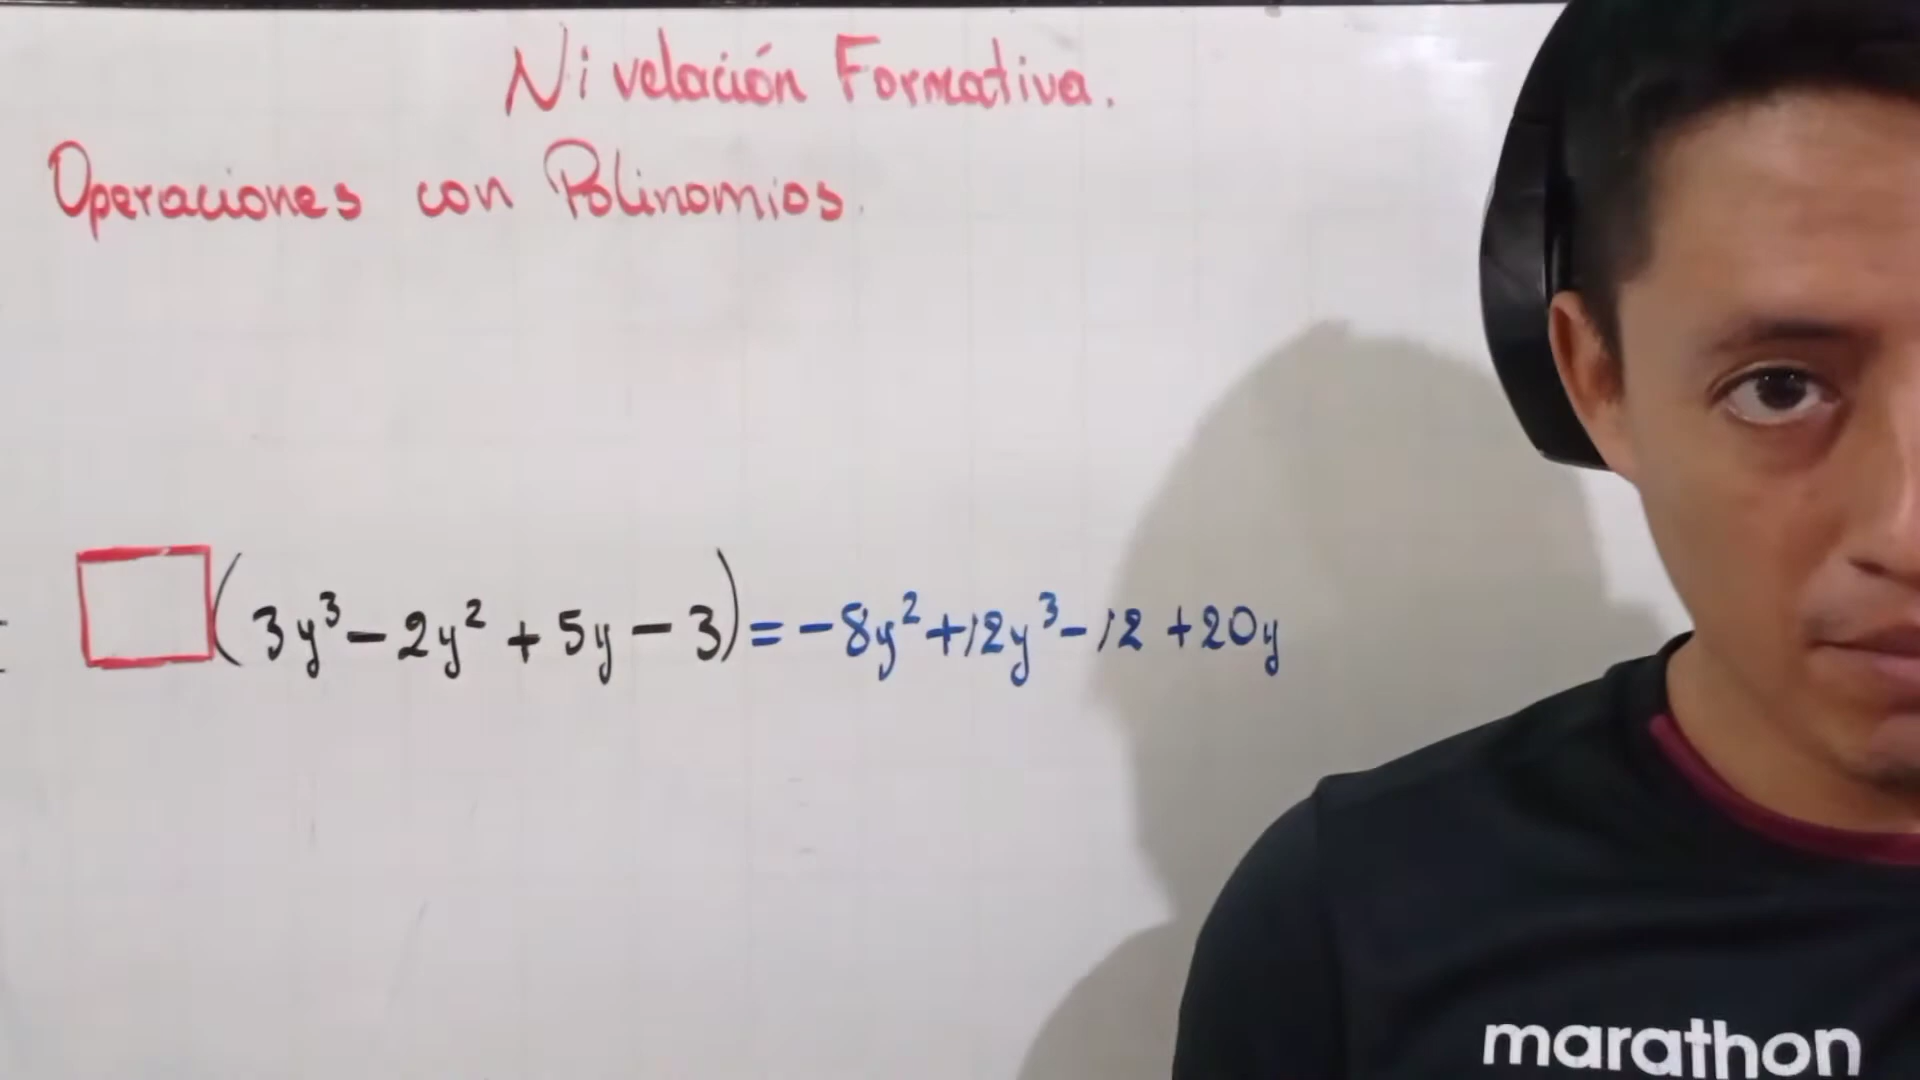 Nivelación Formativa.
Operaciones con Polinomios.
(3y³ - 2y² + 5y - 3) = -8y² + 12y³ - 12 + 20y
marathon